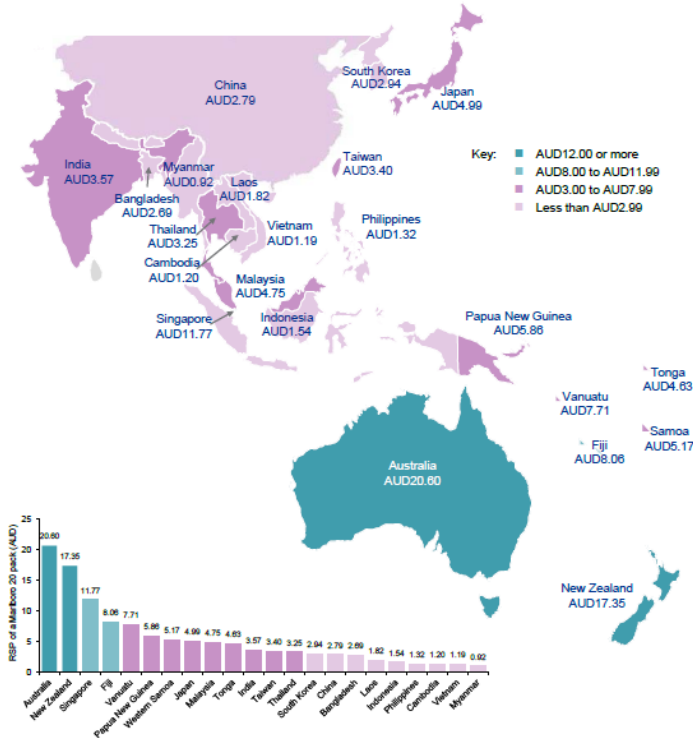 China
AUD2.79
South Korea
AUD2.94
Japan
AUD4.99
India
AUD3.57
Myanmar
AUD0.92
Bangladesh
AUD2.69
Laos
AUD1.82
Taiwan
AUD3.40
Thailand
AUD3.25
Vietnam
AUD1.19
Philippines
AUD1.32
Cambodia
AUD1.20
Malaysia
AUD4.75
Singapore
AUD11.77
Indonesia
AUD1.54
Key:
AUD12.00 or more
AUD8.00 to AUD11.99
AUD3.00 to AUD7.99
Less than AUD2.99
Papua New Guinea
AUD5.86
Tonga
AUD4.63
Vanuatu
AUD7.71
Samoa
AUD5.17
Fiji
AUD8.06
Australia
AUD20.60
New Zealand
AUD17.35
RSP of a Marlboro 20 pack (AUD)
25
20
15
10
5
0
20.60
17.35
11.77
8.06
7.71
5.86
5.17
4.99
4.75
4.63
3.57
3.40
3.25
2.94
2.79
2.69
1.82
1.54
1.32
1.20
1.19
0.92
Australia
New Zealand
Singapore
Fiji
Vanuatu
Papua New Guinea
Western Samoa
Japan
Malaysia
Tonga
India
Taiwan
Thailand
South Korea
China
Bangladesh
Laos
Indonesia
Philippines
Cambodia
Vietnam
Myanmar